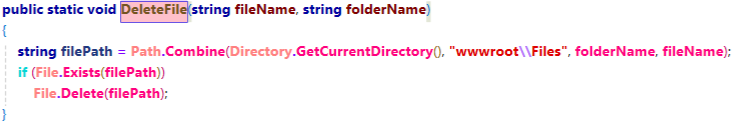 public static void DeleteFile(string fileName, string folderName)
{
string filePath = Path.Combine(Directory.GetCurrentDirectory(), "wwwroot\\Files", folderName, fileName);
if (File.Exists(filePath))
File.Delete(filePath);
}